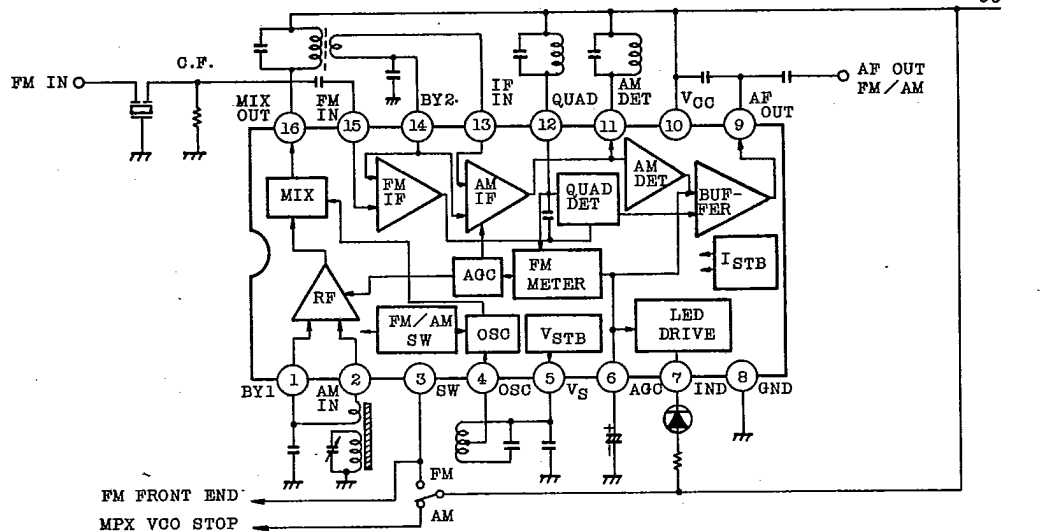 C.F.
FM IN
MIX OUT
FM IN
BY2
IF IN
QUAD
AM DET
VCC
AF OUT
AF OUT
FM/AM
16
15
14
13
12
11
10
9
MIX
FM IF
AM IF
QUAD DET
AM DET
BUF-
FER
ISTB
RF
AGC
FM METER
FM/AM SW
OSC
VSTB
LED DRIVE
BY1
1
AM IN
2
3
SW
4
OSC
5
VS
6
AGC
7
IND
8
GND
FM
AM
FM FRONT END
MPX VCO STOP